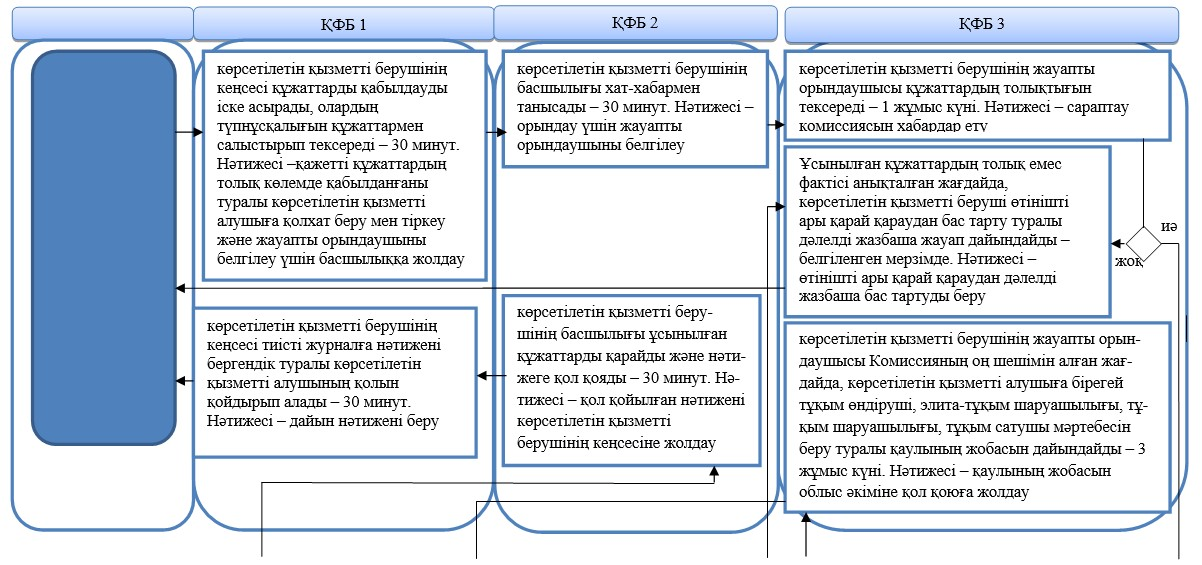 ҚФБ 1
ҚФБ 2
ҚФБ 3
көрсетілетін қызметті берушінің
кеңсесі құжаттарды қабылдауды
іске асырады, олардың
түпнұсқалығын құжаттармен
салыстырып тексереді – 30 минут.
Нәтижесі –қажетті құжаттардың
толық көлемде қабылданғаны
туралы көрсетілетін қызметті
алушыға қолхат беру мен тіркеу
және жауапты орындаушыны
белгілеу үшін басшылыққа жолдау
көрсетілетін қызметті берушінің
басшылығы хат-хабармен
танысады – 30 минут. Нәтижесі –
орындау үшін жауапты
орындаушыны белгілеу
көрсетілетін қызметті берушінің жауапты
орындаушысы құжаттардың толықтығын
тексереді – 1 жұмыс күні. Нәтижесі – сараптау
комиссиясын хабардар ету
Ұсынылған құжаттардың толық емес
фактісі анықталған жағдайда,
көрсетілетін қызметті беруші өтінішті
ары қарай қараудан бас тарту туралы
дәлелді жазбаша жауап дайындайды –
белгіленген мерзімде. Нәтижесі –
өтінішті ары қарай қараудан дәлелді
жазбаша бас тартуды беру
иә
жоқ
көрсетілетін қызметті берушінің
кеңсесі тиісті журналға нәтижені
бергендік туралы көрсетілетін
қызметті алушының қолын
қойдырып алады – 30 минут.
Нәтижесі – дайын нәтижені беру
көрсетілетін қызметті беру-
шінің басшылығы ұсынылған
құжаттарды қарайды және нәти-
жеге қол қояды – 30 минут. Нә-
тижесі – қол қойылған нәтижені
көрсетілетін қызметті
берушінің кеңсесіне жолдау
көрсетілетін қызметті берушінің жауапты орын-
даушысы Комиссияның оң шешімін алған жағ-
дайда, көрсетілетін қызметті алушыға бірегей
тұқым өндіруші, элита-тұқым шаруашылығы, тұ-
қым шаруашылығы, тұқым сатушы мәртебесін
беру туралы қаулының жобасын дайындайды – 3
жұмыс күні. Нәтижесі – қаулының жобасын
облыс әкіміне қол қоюға жолдау